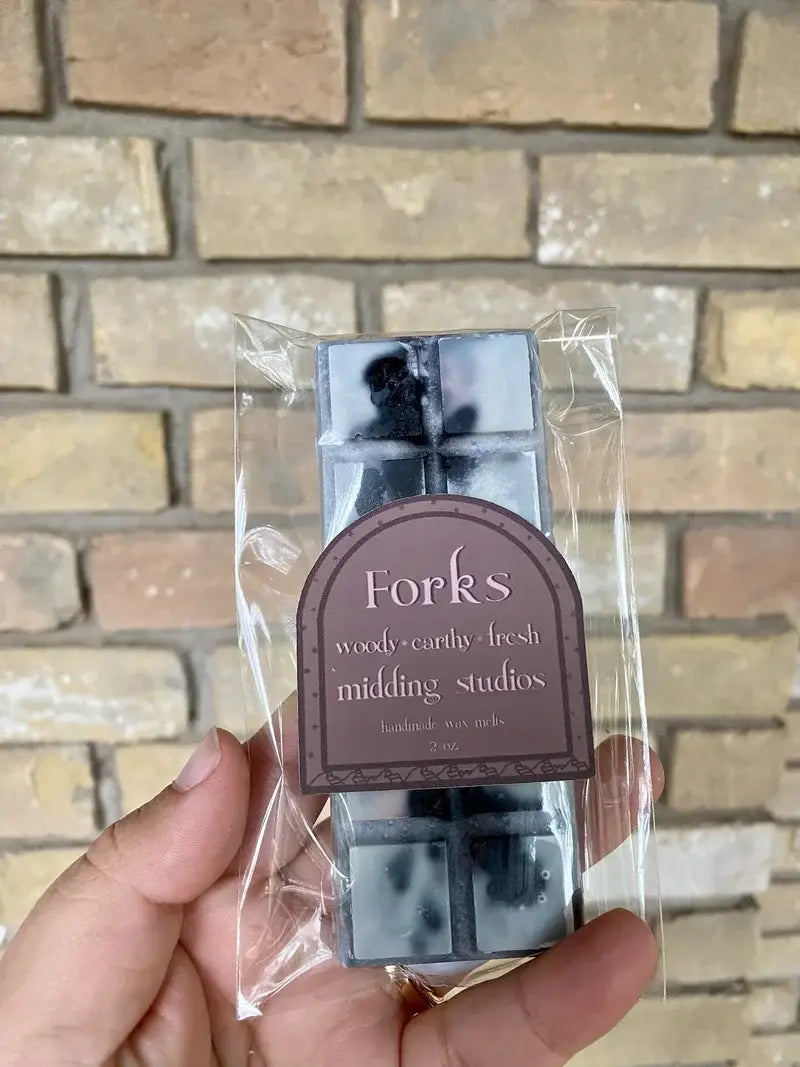 Forks
woody • earthy • fresh
midding studios
handmade wax melts
2 oz.